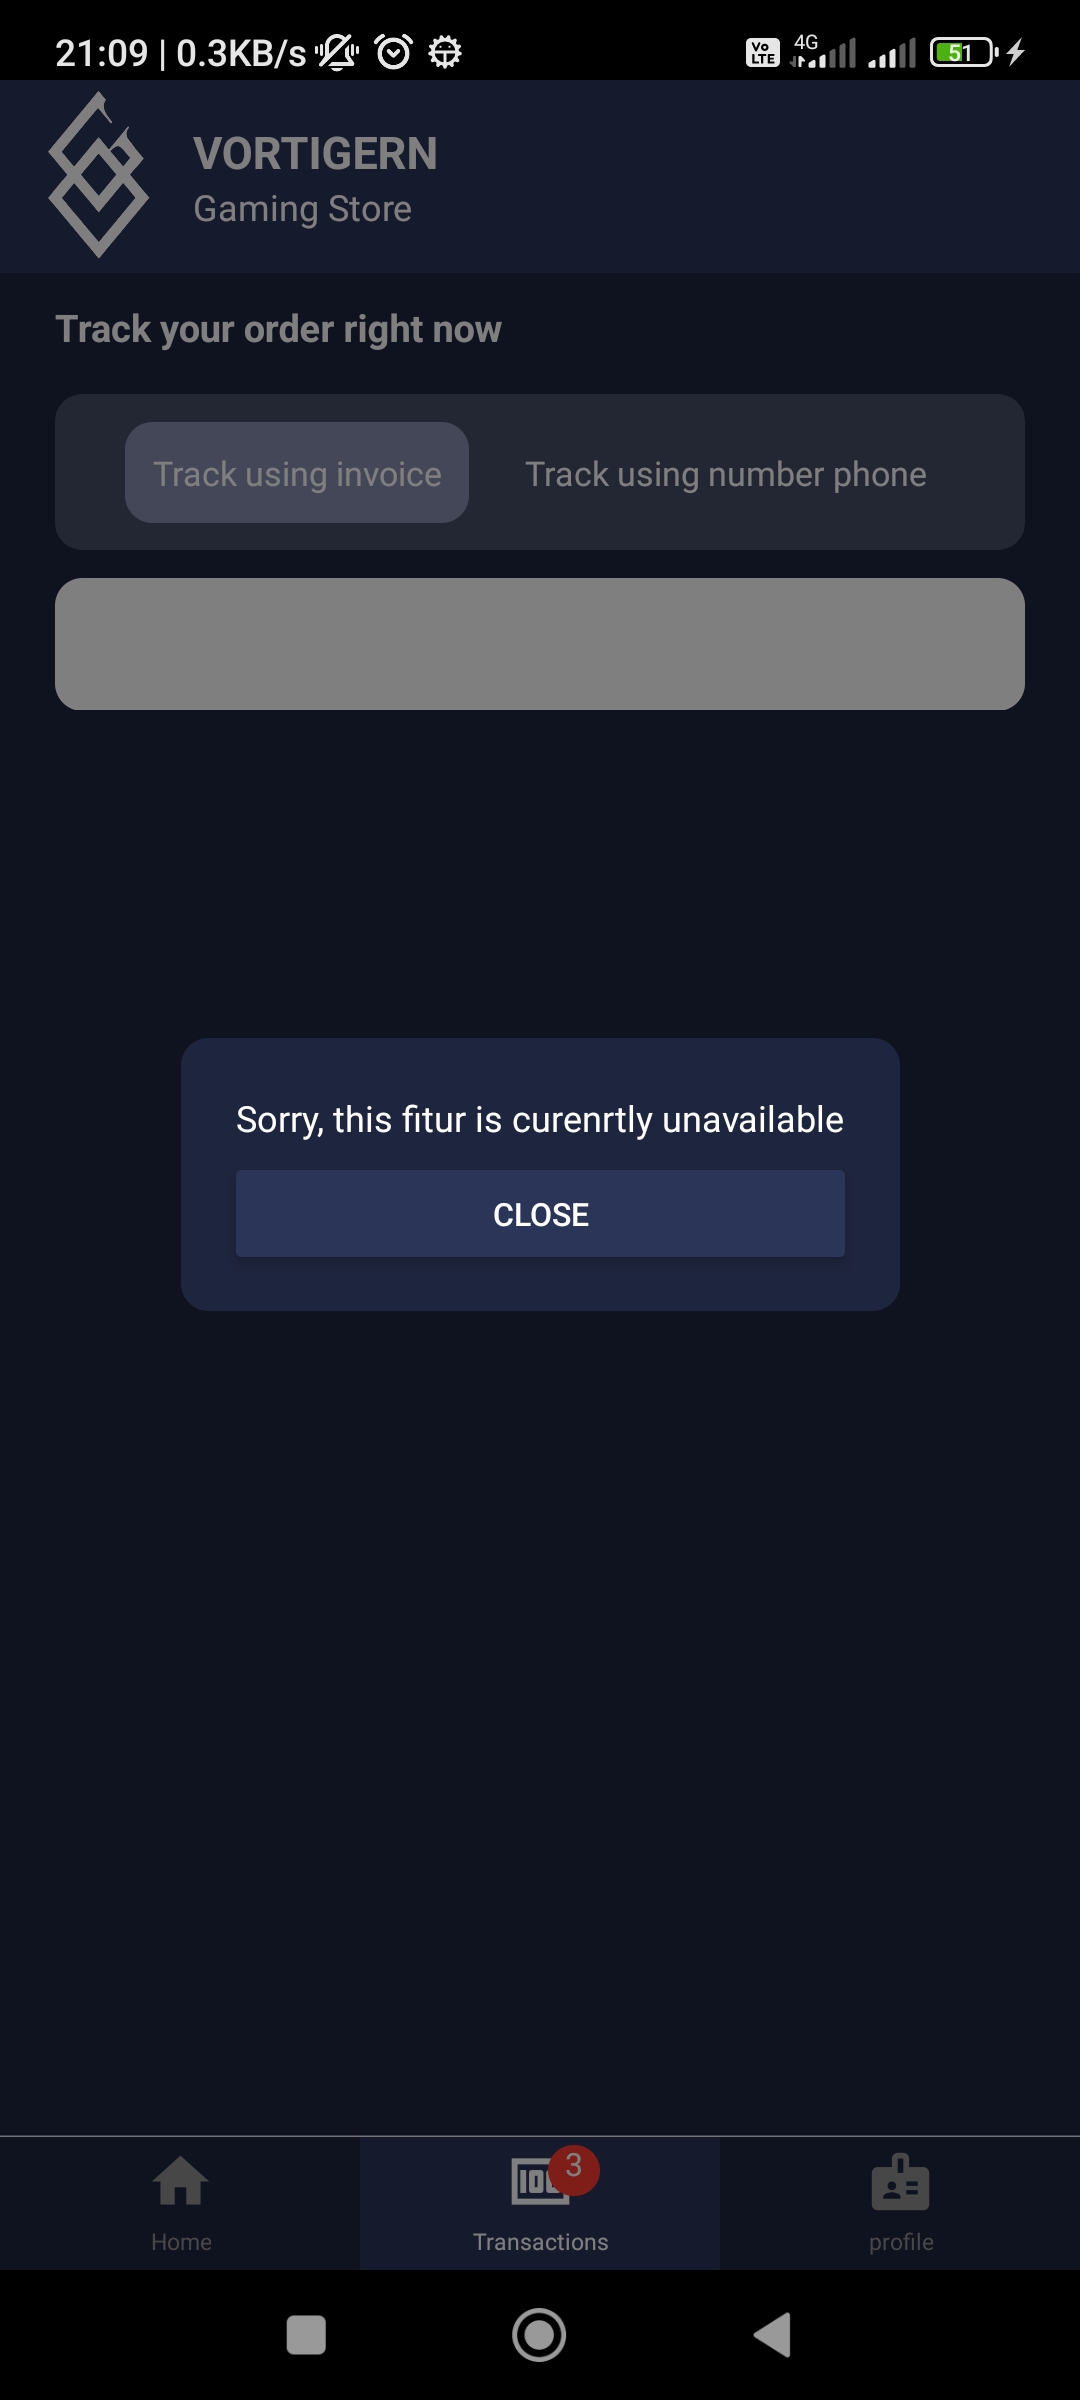 21:09 | 0.3KB/s
Vo LTE 4G 51
VORTIGERN
Gaming Store
Track your order right now
Track using invoice Track using number phone
Sorry, this fitur is curenrtly unavailable
CLOSE
3
Home Transactions profile